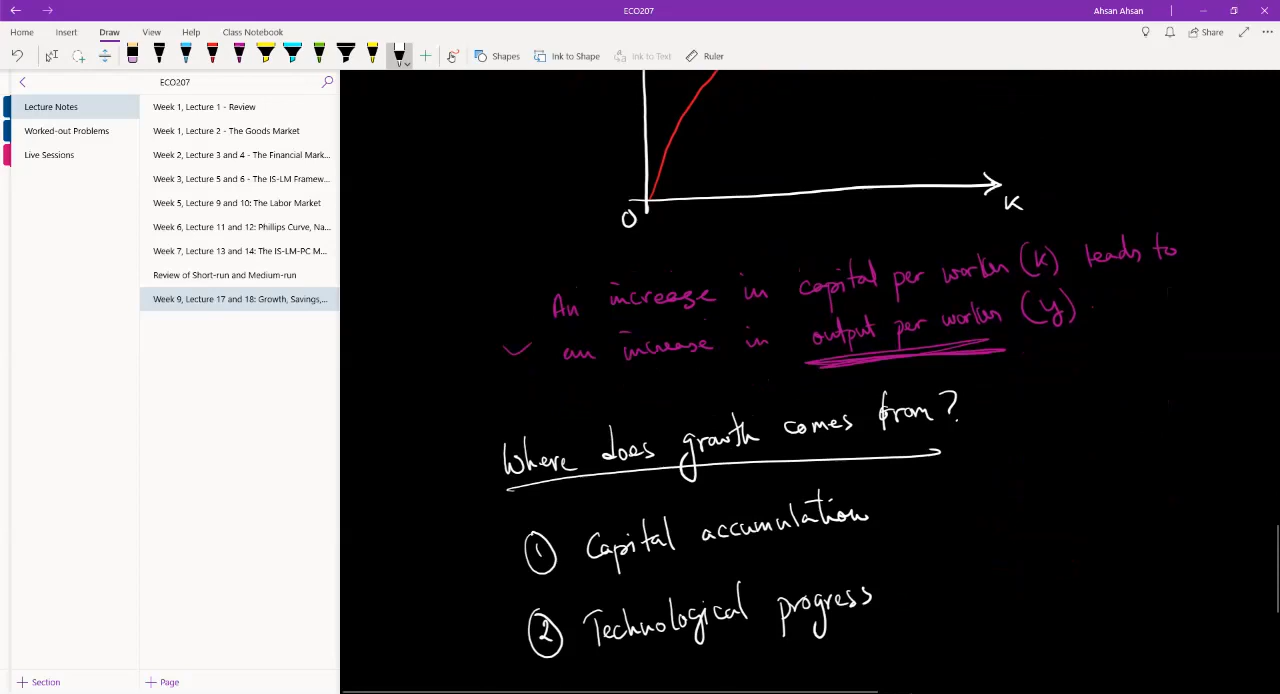 ECO207
Ahsan Ahsan
Home Insert Draw View Help Class Notebook
Share
Shapes Ink to Shape Ink to Text Ruler
ECO207
Lecture Notes
Worked-out Problems
Live Sessions
Week 1, Lecture 1 - Review
Week 1, Lecture 2 - The Goods Market
Week 2, Lecture 3 and 4 - The Financial Mark...
Week 3, Lecture 5 and 6 - The IS-LM Framew...
Week 5, Lecture 9 and 10: The Labor Market
Week 6, Lecture 11 and 12: Phillips Curve, Na...
Week 7, Lecture 13 and 14: The IS-LM-PC M...
Review of Short-run and Medium-run
Week 9, Lecture 17 and 18: Growth, Savings,...
Section
Page
0
K
An increase in capital per worker (K) leads to
an increase in output per worker (y)
Where does growth comes from?
① Capital accumulation
② Technological progress